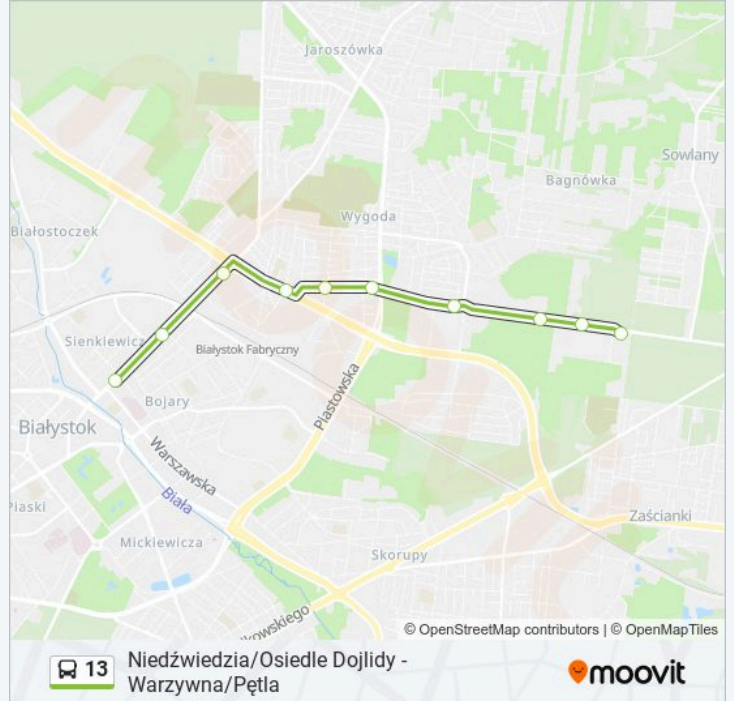 Jaroszówka
Sowlany
Bagnówka
Wygoda
Białostoczek
Sienkiewicz
Białystok Fabryczny
Bojary
Piastowska
Białystok
Warszawska
Biała
Piaski
Zaścianki
Mickiewicza
Skorupy
lkowskiego
© OpenStreetMap contributors | © OpenMapTiles
13
Niedźwiedzia/Osiedle Dojlidy -
Warzywna/Pętla
moovit